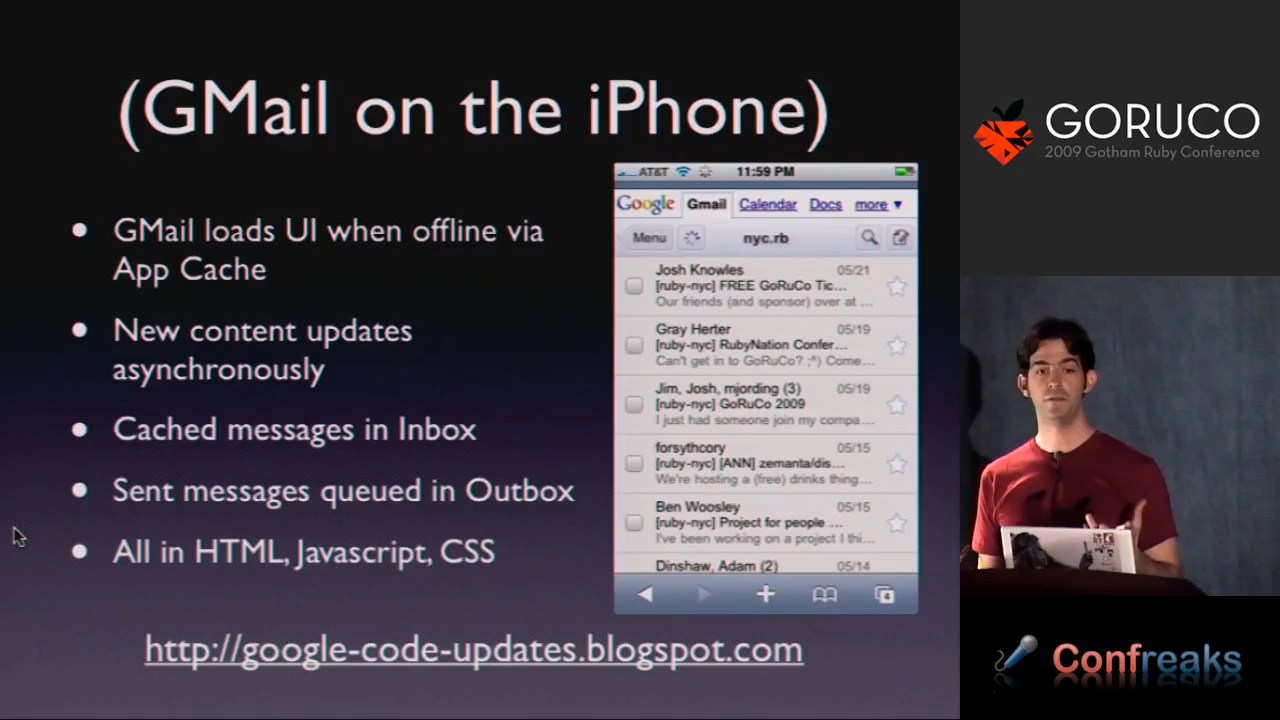 (GMail on the iPhone)
GMail loads UI when offline via
App Cache
New content updates
asynchronously
Cached messages in Inbox
Sent messages queued in Outbox
All in HTML, Javascript, CSS
http://google-code-updates.blogspot.com
AT&T 11:59 PM
Google Gmail Calendar Docs more ▼
Menu nyc.rb
Josh Knowles 05/21
[ruby-nyc] FREE GoRuCo Tic...
Our friends (and sponsor) over at ...
Gray Herter 05/19
[ruby-nyc] RubyNation Confer...
Can't get in to GoRuCo? ;^) Come...
Jim, Josh, mjording (3) 05/19
[ruby-nyc] GoRuCo 2009
I just had someone join my compa...
forsythcory 05/15
[ruby-nyc] [ANN] zemanta/dis...
We're hosting a (free) drinks thing...
Ben Woosley 05/15
[ruby-nyc] Project for people ...
I've been working on a project I thi...
Dinshaw, Adam (2) 05/14
4
GORUCO
2009 Gotham Ruby Conference
Confreaks